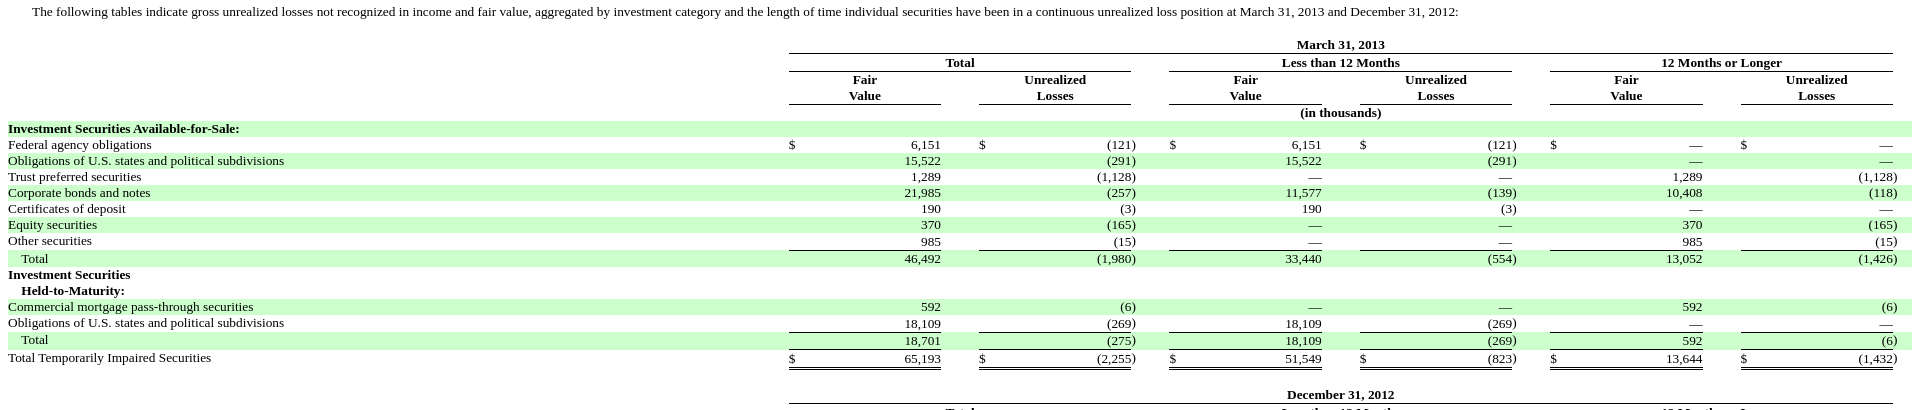 The following tables indicate gross unrealized losses not recognized in income and fair value, aggregated by investment category and the length of time individual securities have been in a continuous unrealized loss position at March 31, 2013 and December 31, 2012:
March 31, 2013
Total Less than 12 Months 12 Months or Longer
Fair Unrealized Fair Unrealized Fair Unrealized
Value Losses Value Losses Value Losses
(in thousands)
Investment Securities Available-for-Sale:
Federal agency obligations $ 6,151 $ (121) $ 6,151 $ (121) $ — $ —
Obligations of U.S. states and political subdivisions 15,522 (291) 15,522 (291) — —
Trust preferred securities 1,289 (1,128) — — 1,289 (1,128)
Corporate bonds and notes 21,985 (257) 11,577 (139) 10,408 (118)
Certificates of deposit 190 (3) 190 (3) — —
Equity securities 370 (165) — — 370 (165)
Other securities 985 (15) — — 985 (15)
Total 46,492 (1,980) 33,440 (554) 13,052 (1,426)
Investment Securities
Held-to-Maturity:
Commercial mortgage pass-through securities 592 (6) — — 592 (6)
Obligations of U.S. states and political subdivisions 18,109 (269) 18,109 (269) — —
Total 18,701 (275) 18,109 (269) 592 (6)
Total Temporarily Impaired Securities $ 65,193 $ (2,255) $ 51,549 $ (823) $ 13,644 $ (1,432)
December 31, 2012